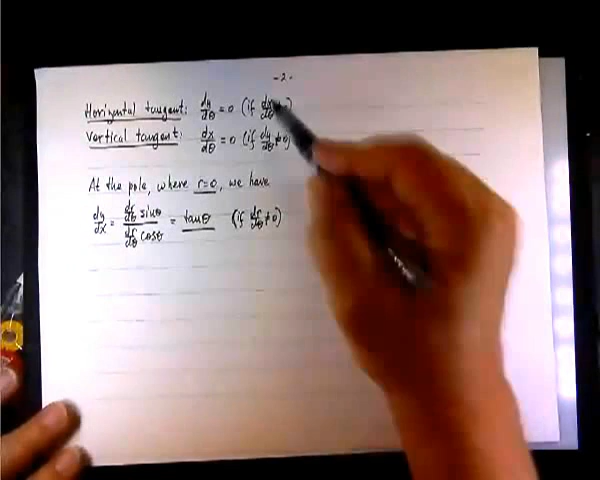 -2-
Horizontal tangent: dy/dθ = 0 (if dx/dθ )
Vertical tangent: dx/dθ = 0 (if dy/dθ ≠ 0)
At the pole, where r=0, we have
dy/dx = (dr/dθ sinθ)/(dr/dθ cosθ) = tanθ (if dr/dθ ≠ 0)